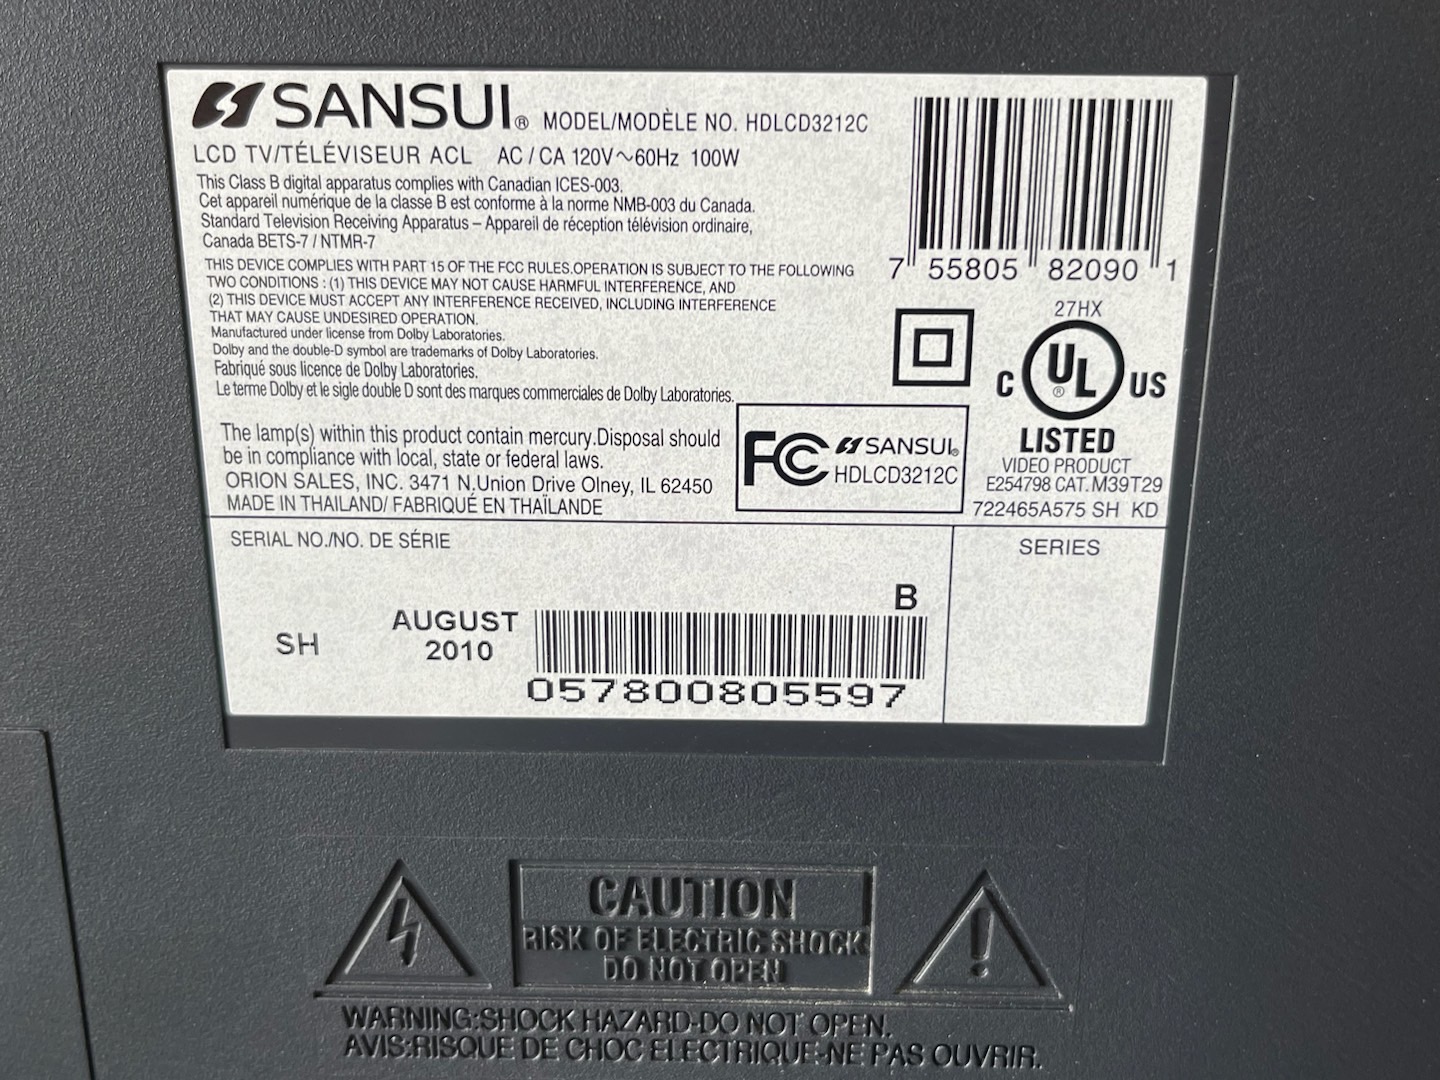 SANSUI® MODEL/MODÈLE NO. HDLCD3212C
LCD TV/TÉLÉVISEUR ACL AC / CA 120V~60Hz 100W
This Class B digital apparatus complies with Canadian ICES-003.
Cet appareil numérique de la classe B est conforme à la norme NMB-003 du Canada.
Standard Television Receiving Apparatus – Appareil de réception télévision ordinaire,
Canada BETS-7 / NTMR-7
THIS DEVICE COMPLIES WITH PART 15 OF THE FCC RULES.OPERATION IS SUBJECT TO THE FOLLOWING
TWO CONDITIONS : (1) THIS DEVICE MAY NOT CAUSE HARMFUL INTERFERENCE, AND
(2) THIS DEVICE MUST ACCEPT ANY INTERFERENCE RECEIVED, INCLUDING INTERFERENCE
THAT MAY CAUSE UNDESIRED OPERATION.
Manufactured under license from Dolby Laboratories.
Dolby and the double-D symbol are trademarks of Dolby Laboratories.
Fabriqué sous licence de Dolby Laboratories.
Le terme Dolby et le sigle double D sont des marques commerciales de Dolby Laboratories.
The lamp(s) within this product contain mercury.Disposal should
be in compliance with local, state or federal laws.
ORION SALES, INC. 3471 N.Union Drive Olney, IL 62450
MADE IN THAILAND/ FABRIQUÉ EN THAÏLANDE
7 55805 82090 1
27HX
C UL® US
LISTED
VIDEO PRODUCT
E254798 CAT.M39T29
722465A575 SH KD
FC SANSUI®
HDLCD3212C
SERIAL NO./NO. DE SÉRIE
SERIES
B
SH
AUGUST
2010
057800805597
CAUTION
RISK OF ELECTRIC SHOCK
DO NOT OPEN
WARNING:SHOCK HAZARD-DO NOT OPEN.
AVIS:RISQUE DE CHOC ELECTRIQUE-NE PAS OUVRIR.